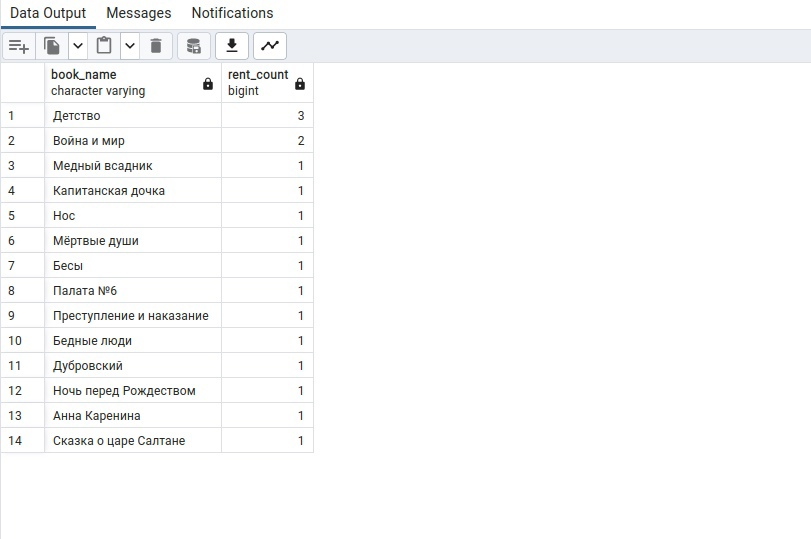 Data Output Messages Notifications
book_name rent_count
character varying bigint
1 Детство 3
2 Война и мир 2
3 Медный всадник 1
4 Капитанская дочка 1
5 Нос 1
6 Мёртвые души 1
7 Бесы 1
8 Палата №6 1
9 Преступление и наказание 1
10 Бедные люди 1
11 Дубровский 1
12 Ночь перед Рождеством 1
13 Анна Каренина 1
14 Сказка о царе Салтане 1